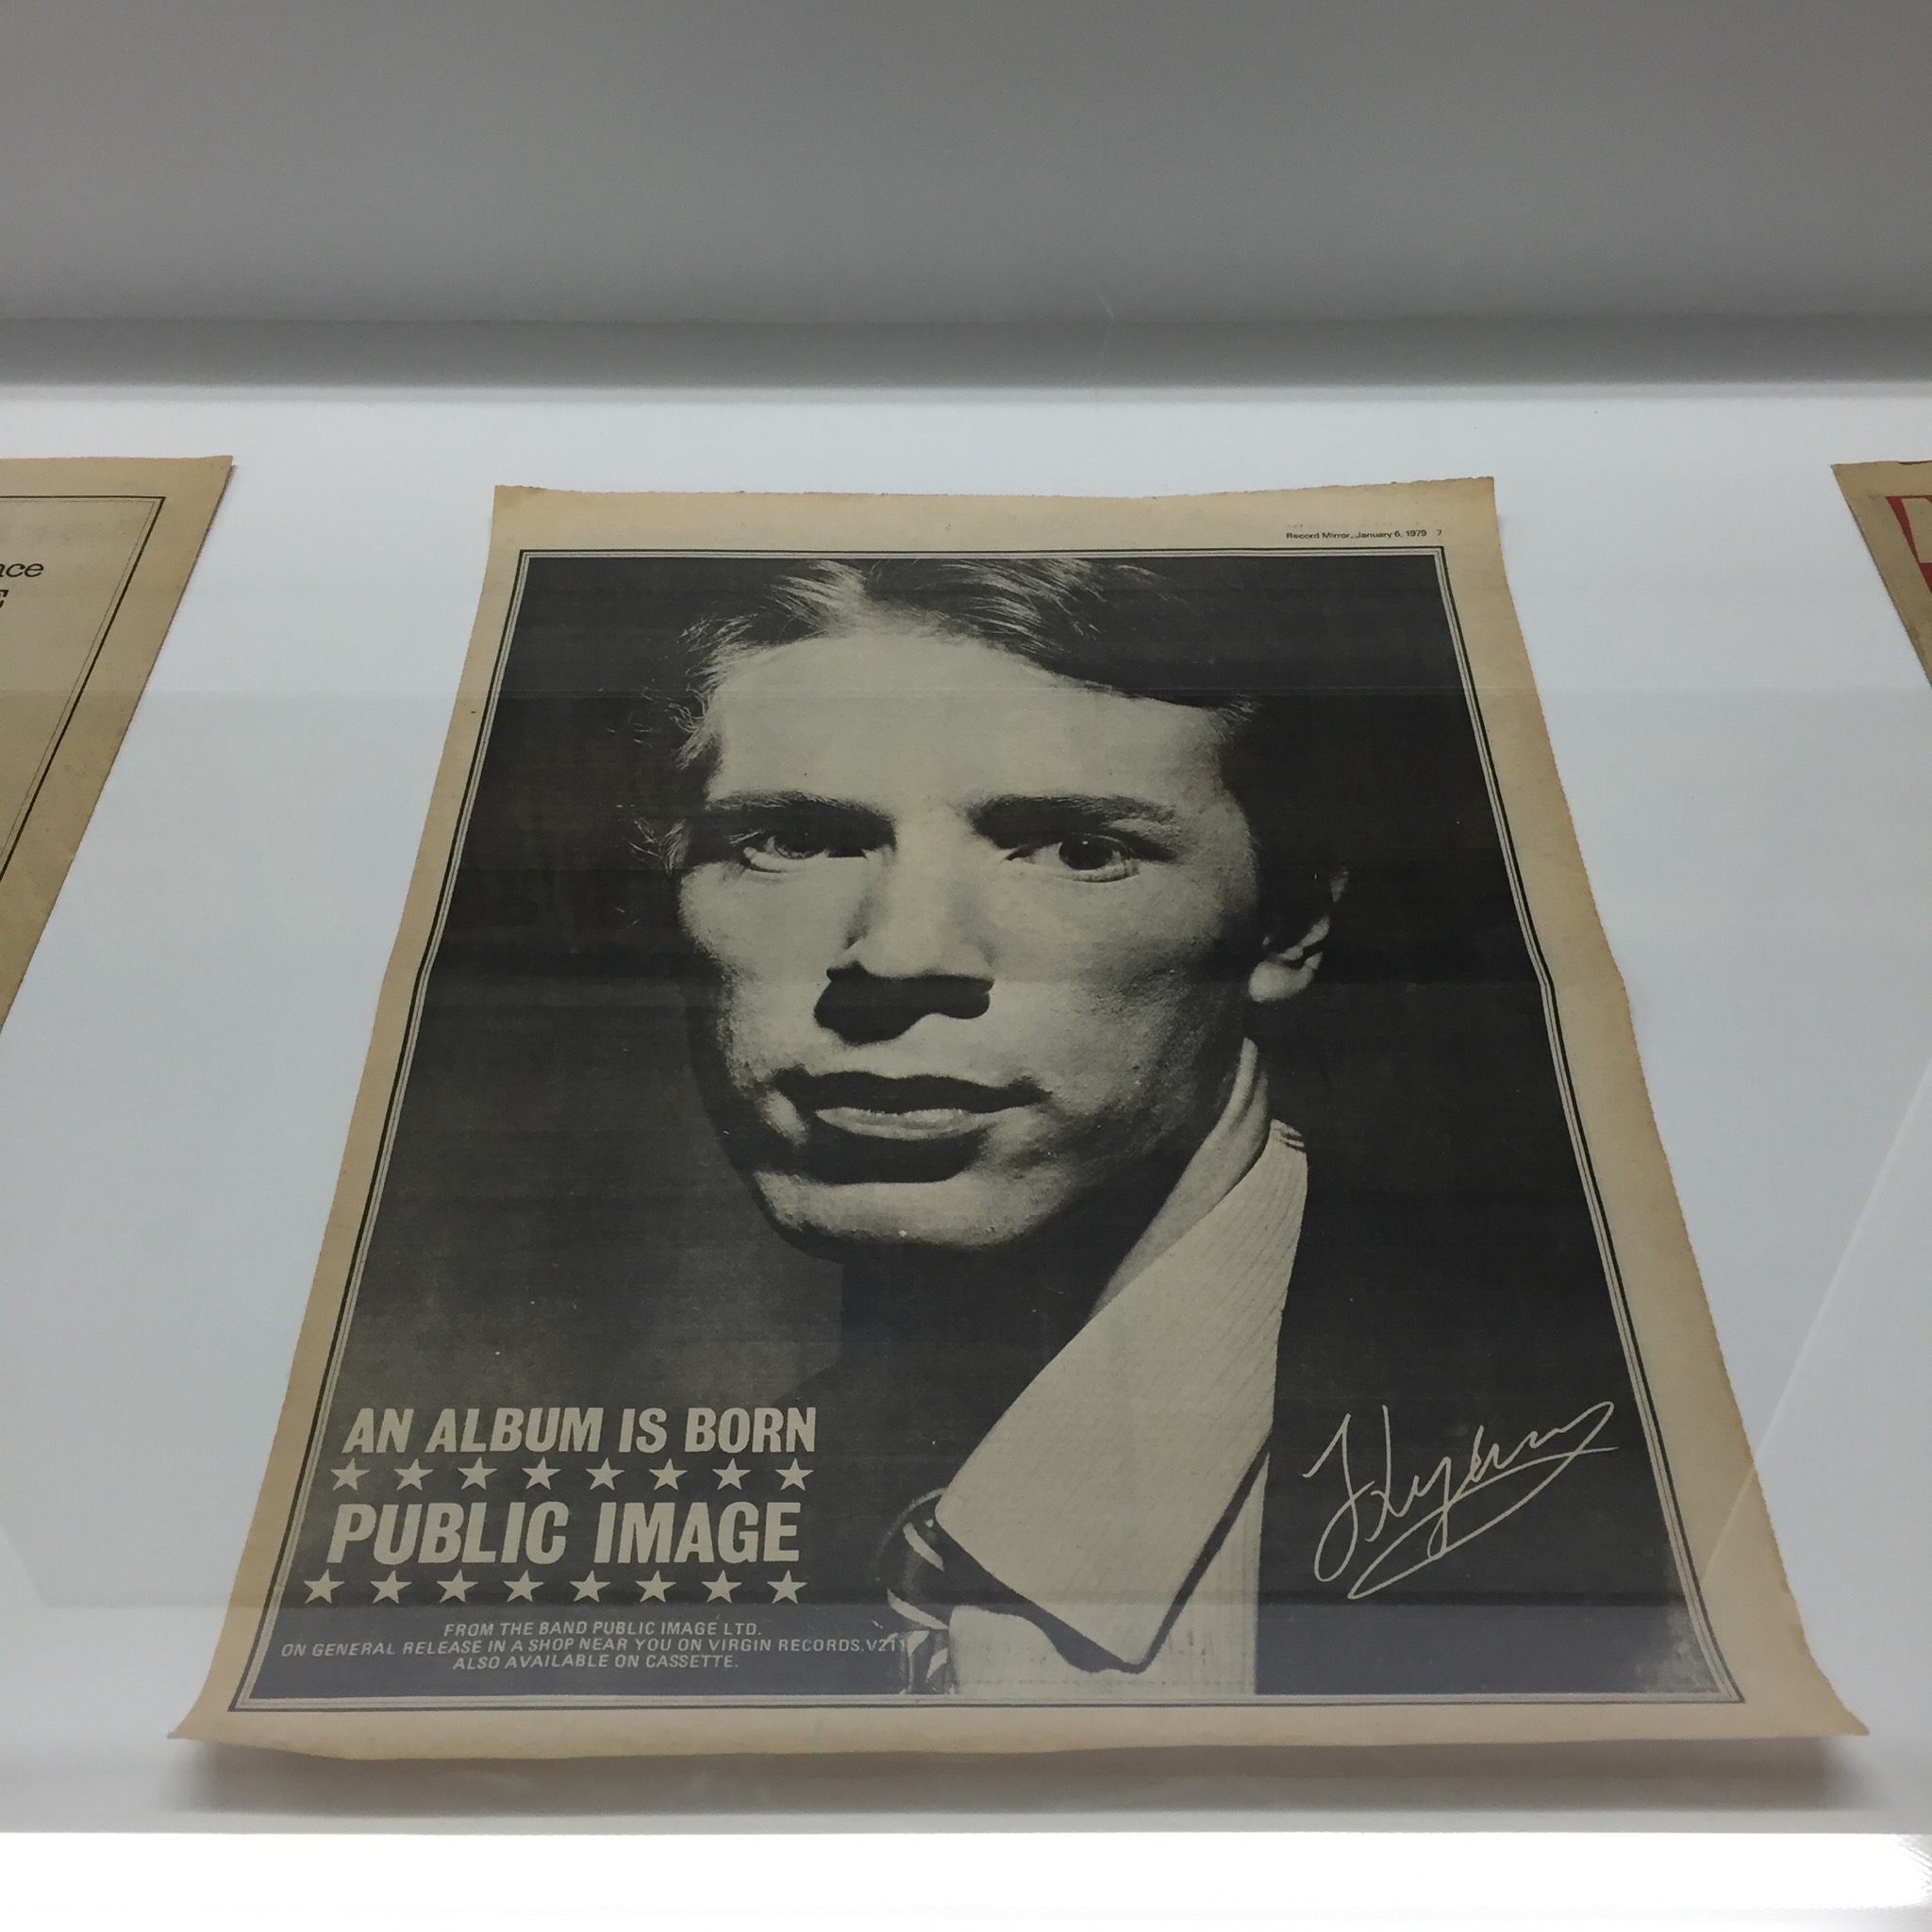 Record Mirror, January 6, 1979 7
AN ALBUM IS BORN
PUBLIC IMAGE
FROM THE BAND PUBLIC IMAGE LTD.
ON GENERAL RELEASE IN A SHOP NEAR YOU ON VIRGIN RECORDS.
ALSO AVAILABLE ON CASSETTE.